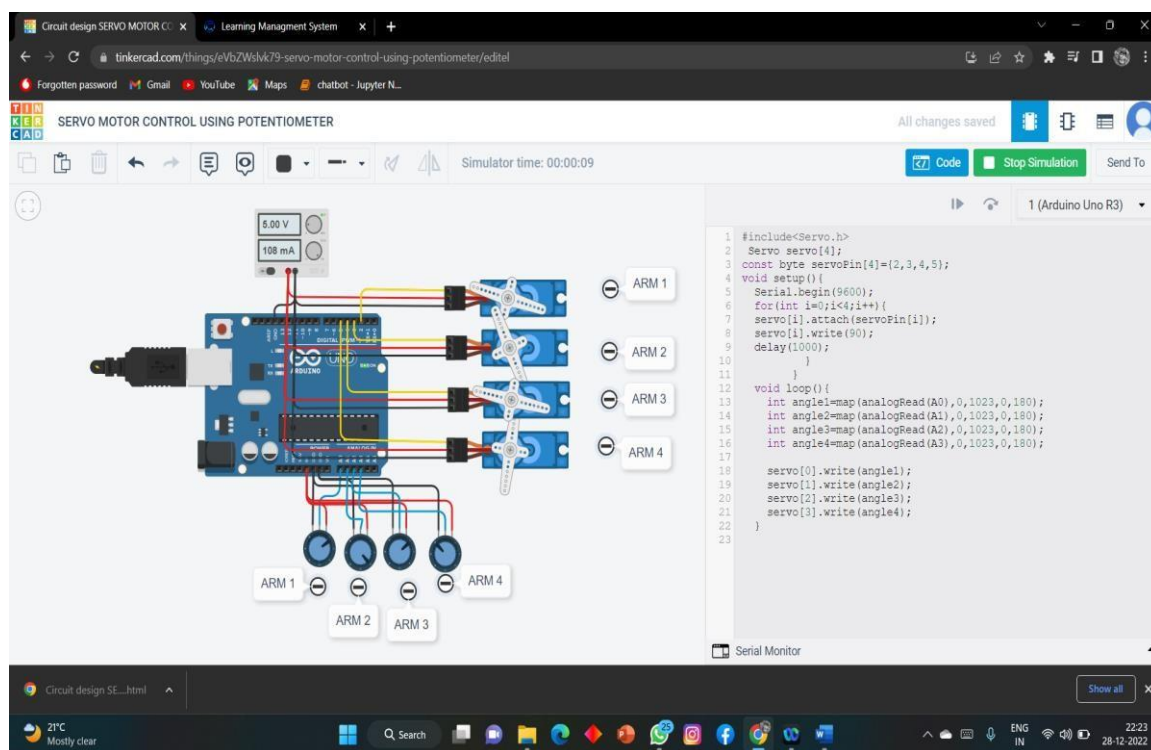 Circuit design SERVO MOTOR CO
Learning Managment System
tinkercad.com/things/eVbZWslvk79-servo-motor-control-using-potentiometer/editel
Forgotten password
Gmail
YouTube
Maps
chatbot - Jupyter N...
TIN
KER
CAD
SERVO MOTOR CONTROL USING POTENTIOMETER
All changes saved
Simulator time: 00:00:09
Code
Stop Simulation
Send To
1 (Arduino Uno R3)
5.00 V
108 mA
DIGITAL
ARDUINO
UNO
POWER
ANALOG IN
ARM 1
ARM 2
ARM 3
ARM 4
ARM 1
ARM 2
ARM 3
ARM 4
1 #include<Servo.h>
2 Servo servo[4];
3 const byte servoPin[4]={2,3,4,5};
4 void setup(){
5 Serial.begin(9600);
6 for(int i=0;i<4;i++){
7 servo[i].attach(servoPin[i]);
8 servo[i].write(90);
9 delay(1000);
10 }
11 }
12 void loop(){
13 int angle1=map(analogRead(A0),0,1023,0,180);
14 int angle2=map(analogRead(A1),0,1023,0,180);
15 int angle3=map(analogRead(A2),0,1023,0,180);
16 int angle4=map(analogRead(A3),0,1023,0,180);
17
18 servo[0].write(angle1);
19 servo[1].write(angle2);
20 servo[2].write(angle3);
21 servo[3].write(angle4);
22 }
23
Serial Monitor
Circuit design SE....html
Show all
21°C
Mostly clear
Search
25
ENG
IN
22:23
28-12-2022